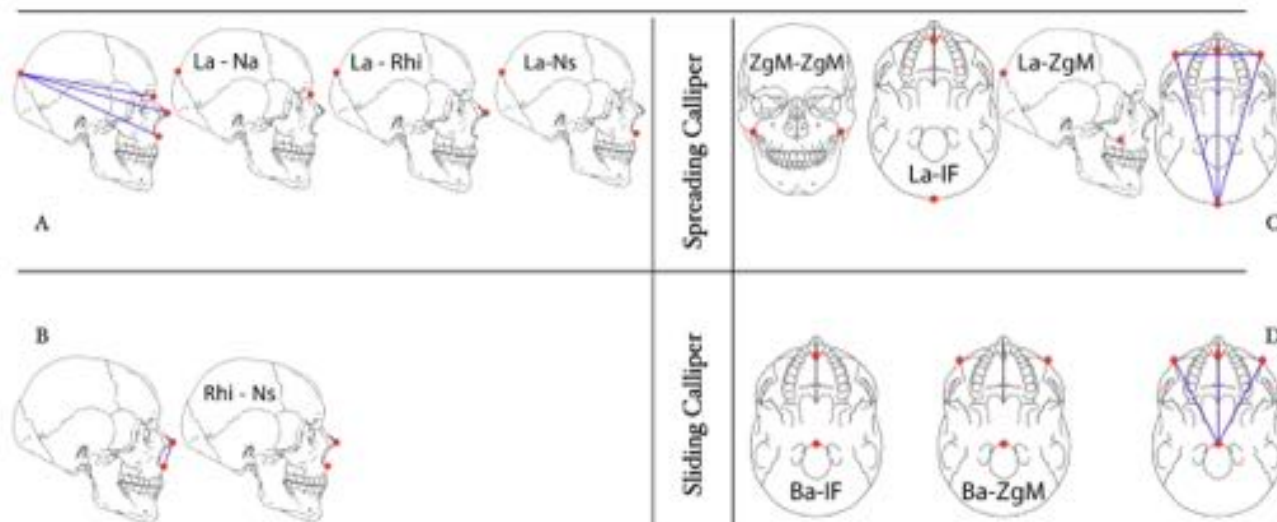 La - Na
La - Rhi
La-Ns
A
Spreading Calliper
ZgM-ZgM
La-IF
La-ZgM
C
B
Rhi - Ns
Sliding Calliper
Ba-IF
Ba-ZgM
D